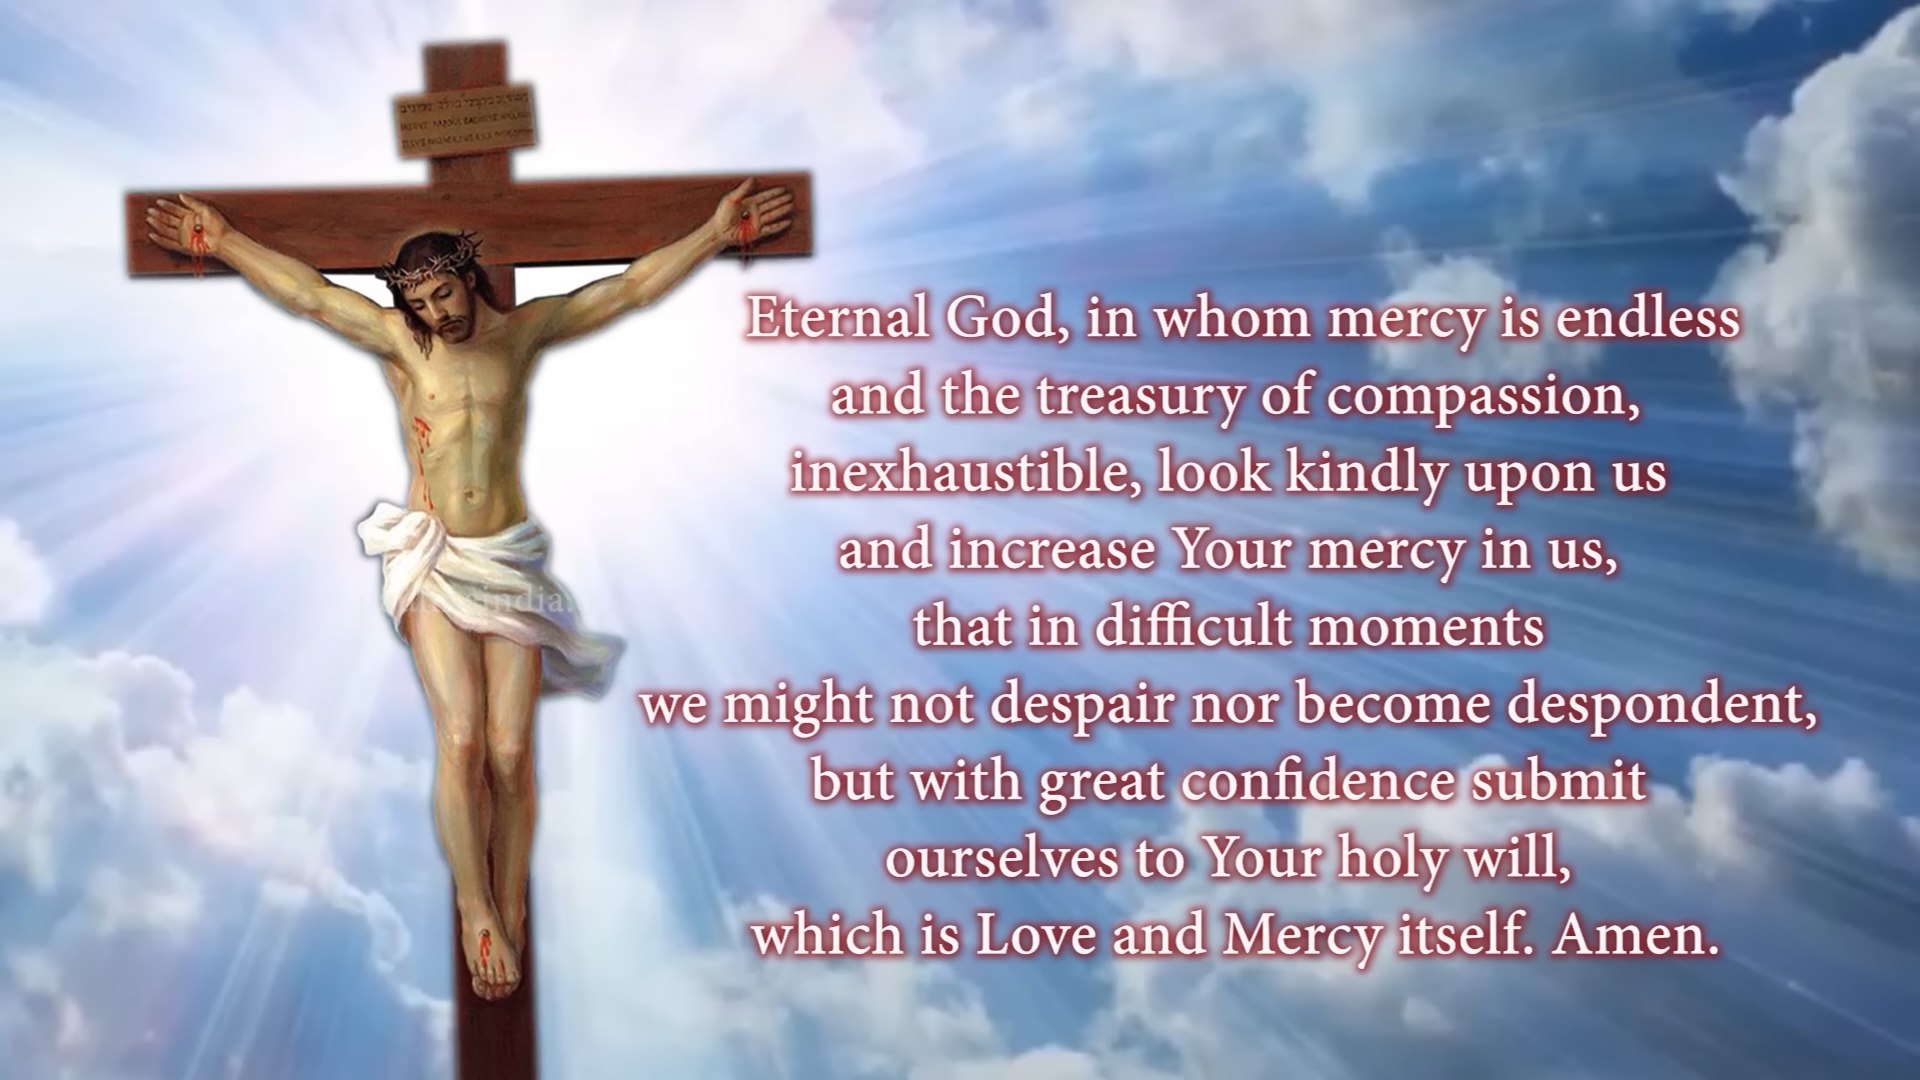 Eternal God, in whom mercy is endless
and the treasury of compassion,
inexhaustible, look kindly upon us
and increase Your mercy in us,
that in difficult moments
we might not despair nor become despondent,
but with great confidence submit
ourselves to Your holy will,
which is Love and Mercy itself. Amen.